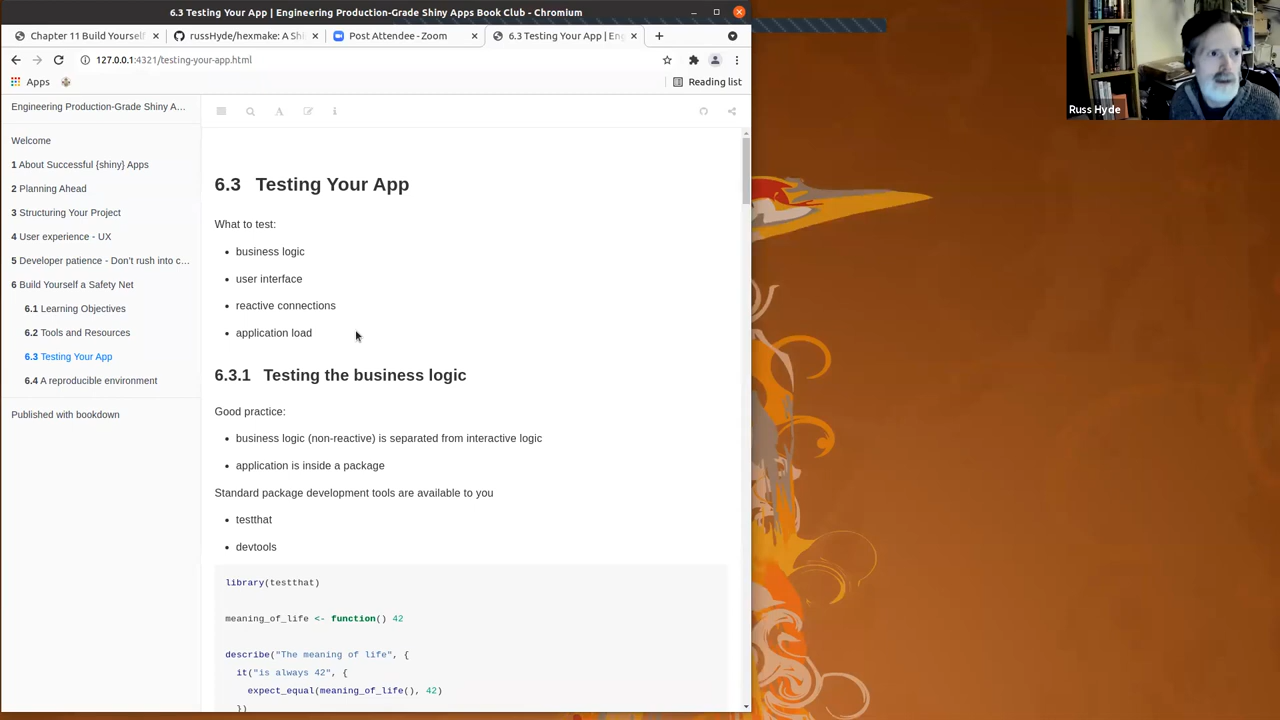 6.3 Testing Your App | Engineering Production-Grade Shiny Apps Book Club - Chromium
Chapter 11 Build Yourself
russHyde/hexmake: A Shi
Post Attendee - Zoom
6.3 Testing Your App | Eng
127.0.0.1:4321/testing-your-app.html
Apps
Reading list
Russ Hyde
Engineering Production-Grade Shiny A...
Welcome
1 About Successful {shiny} Apps
2 Planning Ahead
3 Structuring Your Project
4 User experience - UX
5 Developer patience - Don't rush into c...
6 Build Yourself a Safety Net
6.1 Learning Objectives
6.2 Tools and Resources
6.3 Testing Your App
6.4 A reproducible environment
Published with bookdown
6.3 Testing Your App
What to test:
• business logic
• user interface
• reactive connections
• application load
6.3.1 Testing the business logic
Good practice:
• business logic (non-reactive) is separated from interactive logic
• application is inside a package
Standard package development tools are available to you
• testthat
• devtools
library(testthat)
meaning_of_life <- function() 42
describe("The meaning of life", {
it("is always 42", {
expect_equal(meaning_of_life(), 42)
})